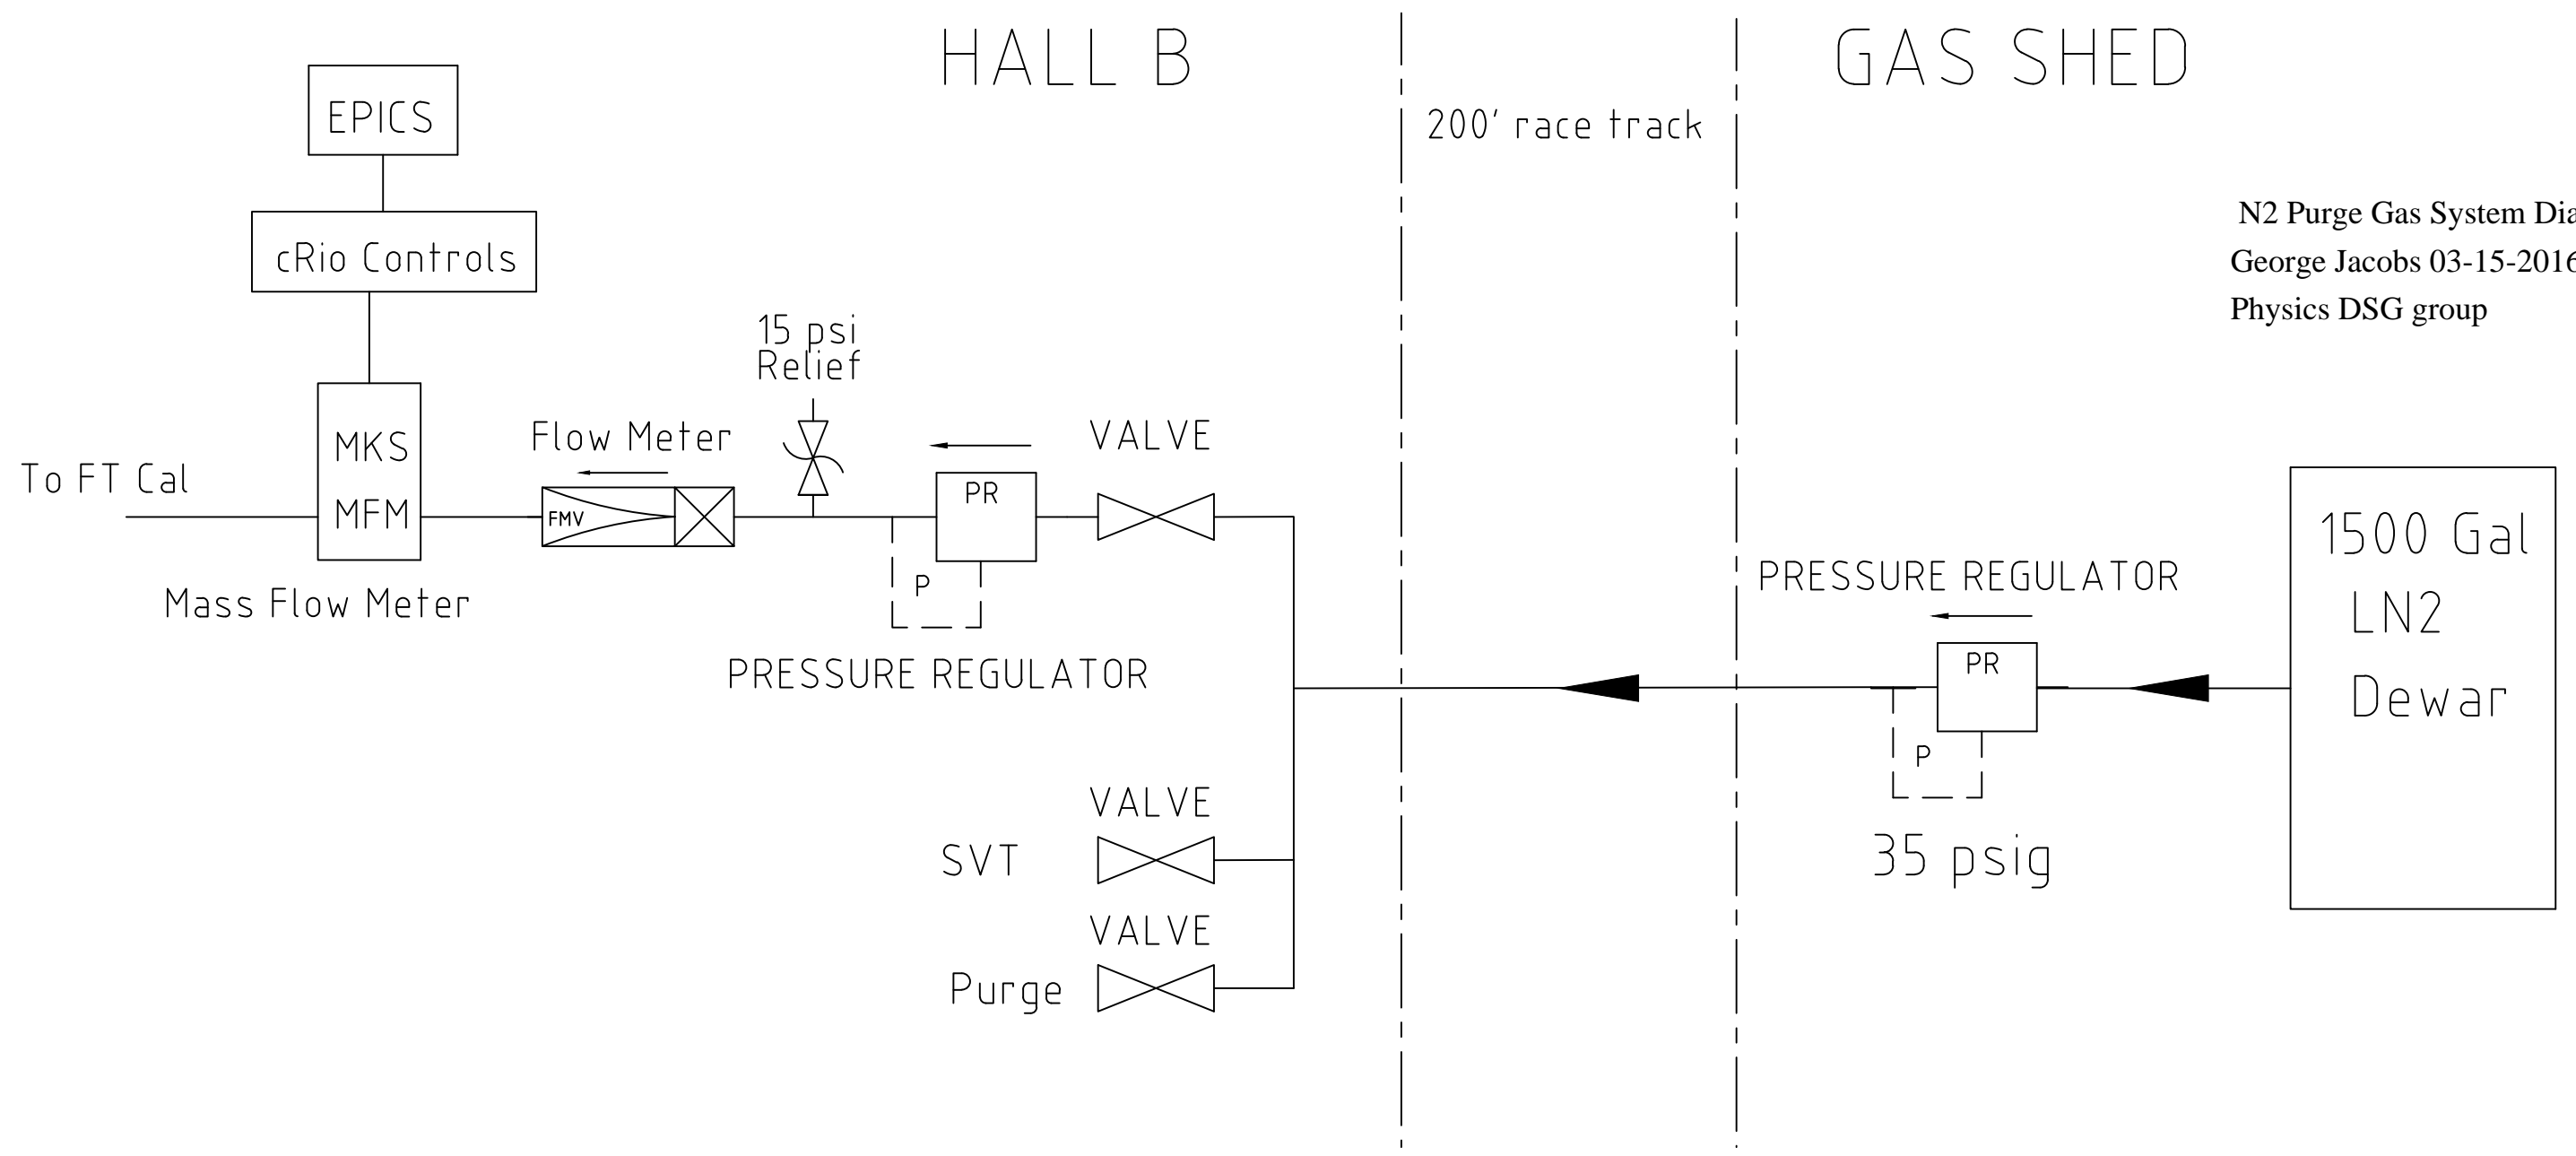 HALL B
GAS SHED
EPICS
200' race track
cRio Controls
N2 Purge Gas System
George Jacobs 03-15-2016
Physics DSG group
15 psi
Relief
Flow Meter
VALVE
MKS
MFM
To FT Cal
FMV
PR
P
Mass Flow Meter
PRESSURE REGULATOR
PRESSURE REGULATOR
PR
P
35 psig
1500 Gal
LN2
Dewar
VALVE
SVT
VALVE
Purge